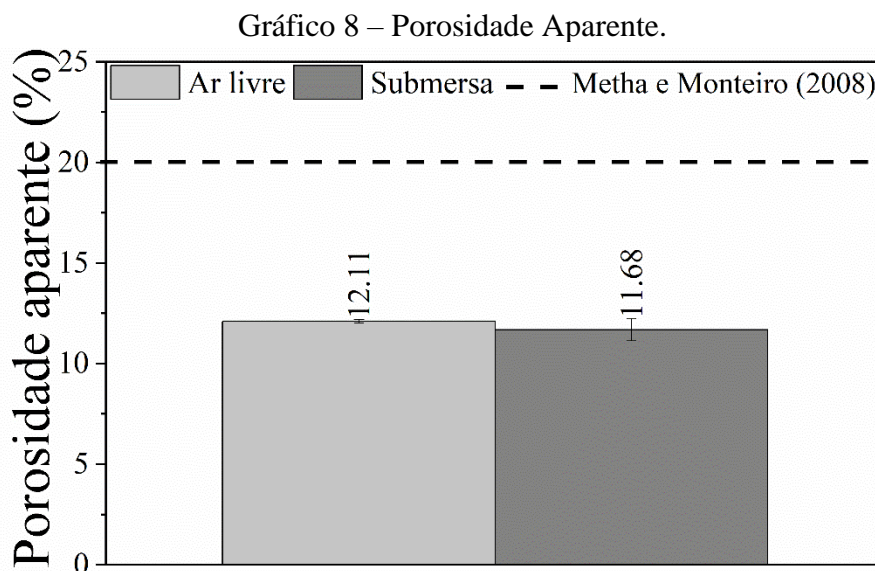 Gráfico 8 – Porosidade Aparente.
Porosidade aparente (%)
25
20
15
10
5
0
Ar livre
Submersa
Metha e Monteiro (2008)
12.11
11.68